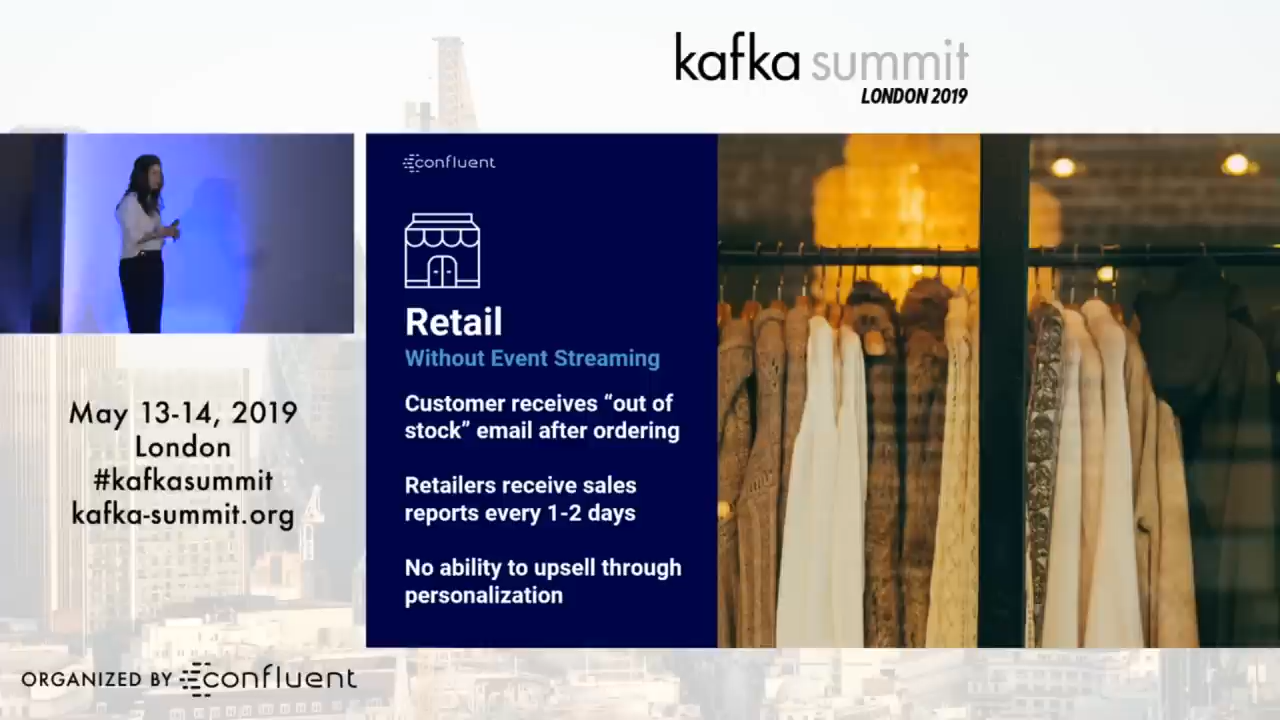 kafka summit
LONDON 2019
confluent
Retail
Without Event Streaming
Customer receives “out of
stock” email after ordering
Retailers receive sales
reports every 1-2 days
No ability to upsell through
personalization
May 13-14, 2019
London
#kafkasummit
kafka-summit.org
ORGANIZED BY confluent